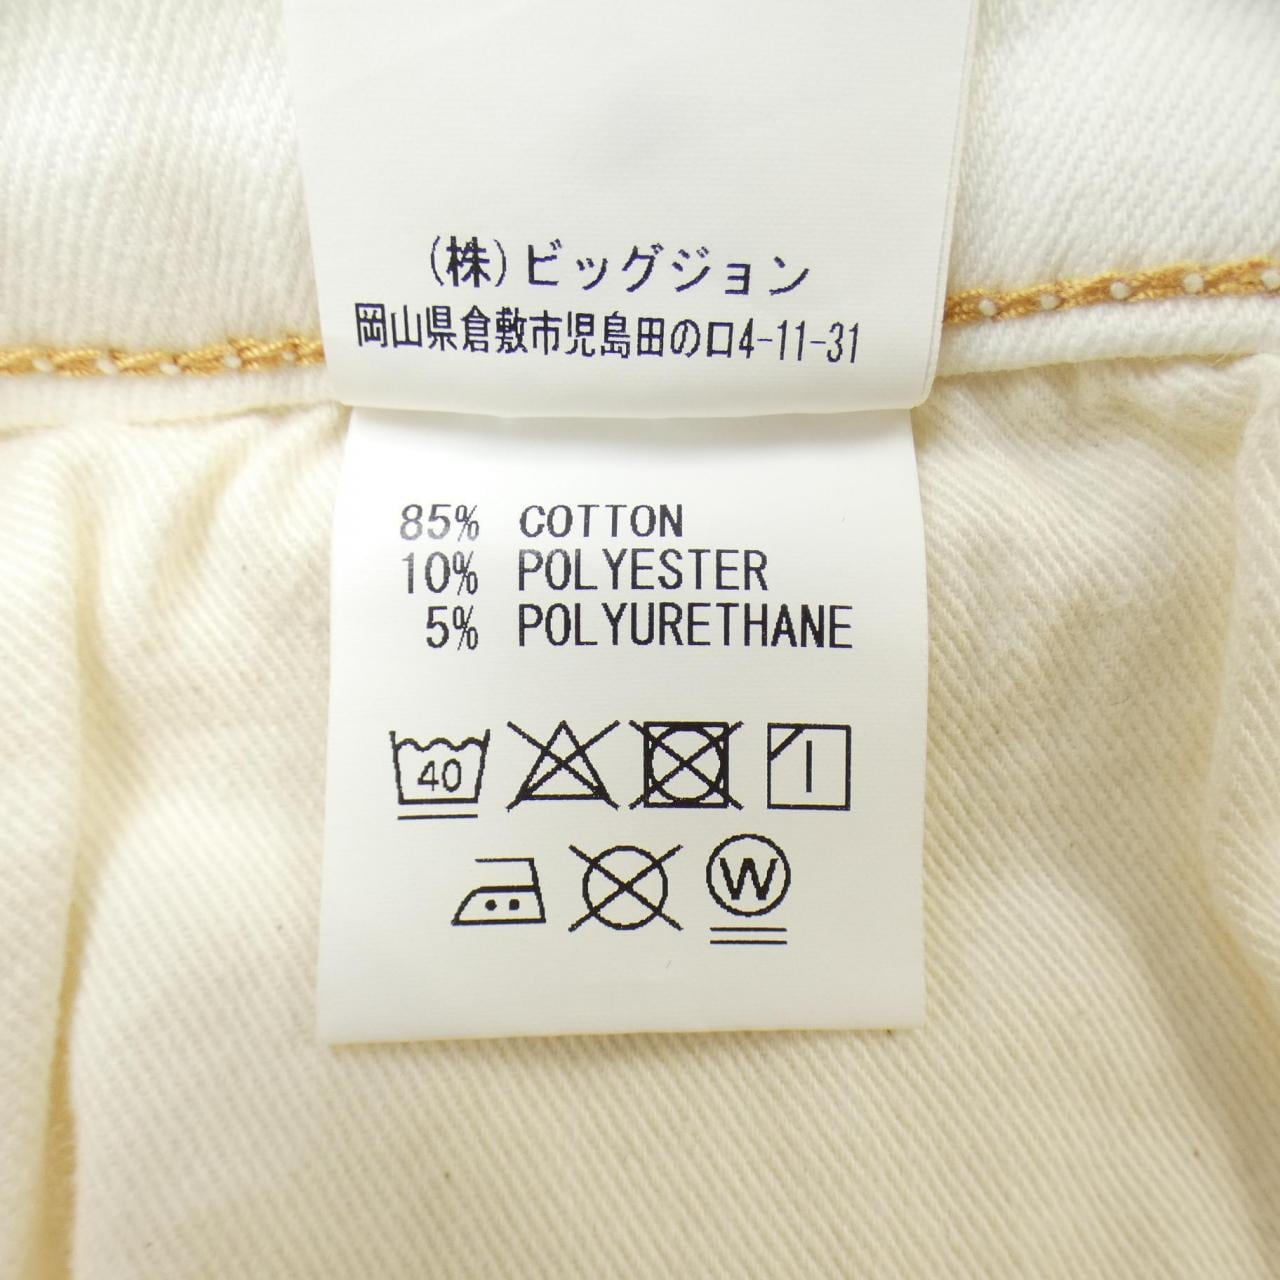 (株)ビッグジョン
岡山県倉敷市児島田の口4-11-31
85% COTTON
10% POLYESTER
5% POLYURETHANE
40
W